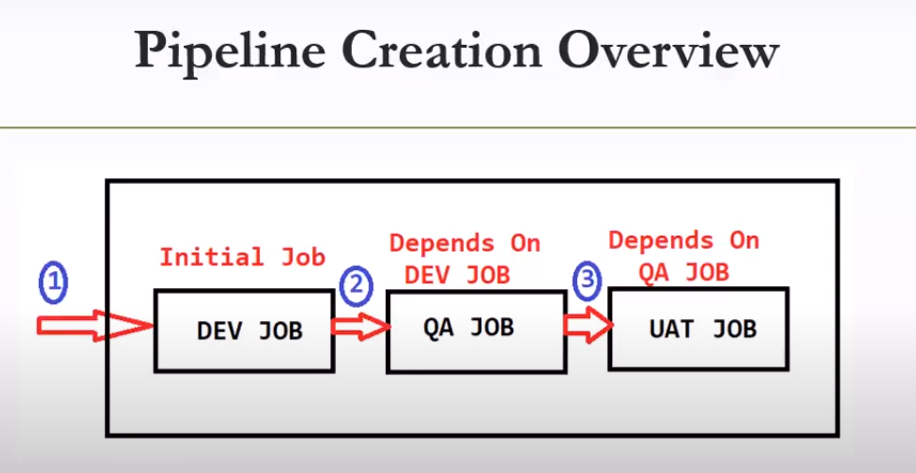 Pipeline Creation Overview
1
Initial Job
DEV JOB
2
Depends On
DEV JOB
QA JOB
3
Depends On
QA JOB
UAT JOB